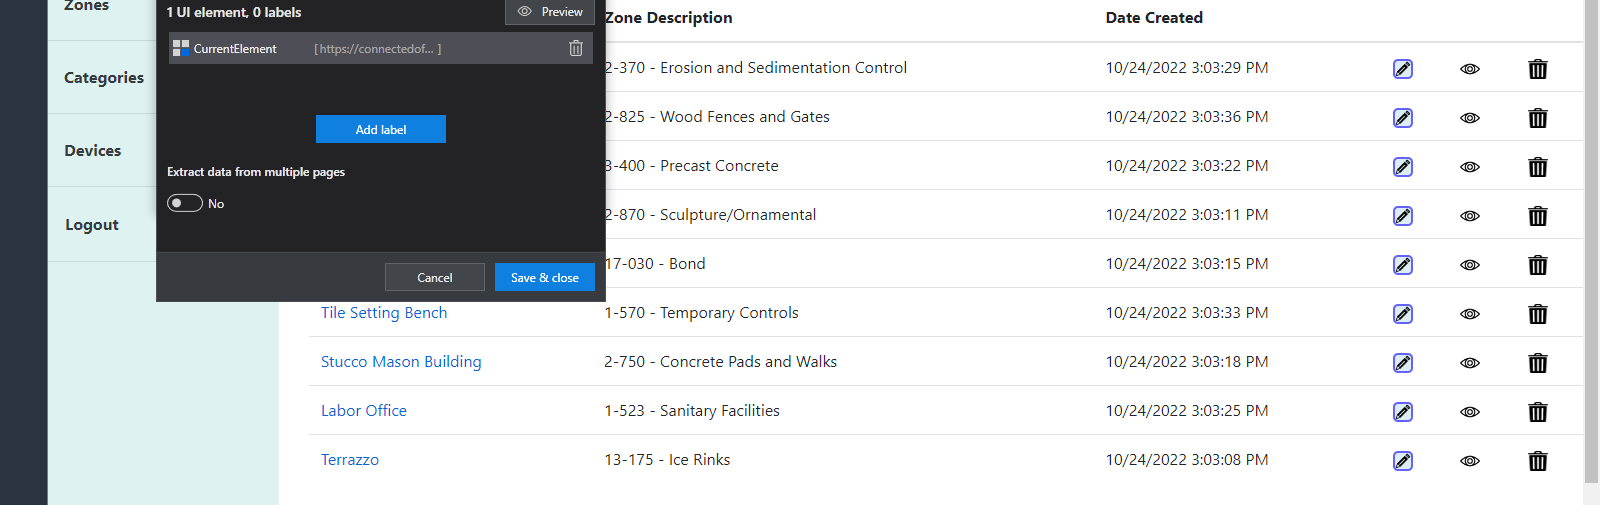 Zones
Categories
Devices
Logout
1 UI element, 0 labels
Preview
CurrentElement [ https://connectedof... ]
Add label
Extract data from multiple pages
No
Cancel Save & close
Zone Description Date Created
2-370 - Erosion and Sedimentation Control 10/24/2022 3:03:29 PM
2-825 - Wood Fences and Gates 10/24/2022 3:03:36 PM
3-400 - Precast Concrete 10/24/2022 3:03:22 PM
2-870 - Sculpture/Ornamental 10/24/2022 3:03:11 PM
17-030 - Bond 10/24/2022 3:03:15 PM
Tile Setting Bench 1-570 - Temporary Controls 10/24/2022 3:03:33 PM
Stucco Mason Building 2-750 - Concrete Pads and Walks 10/24/2022 3:03:18 PM
Labor Office 1-523 - Sanitary Facilities 10/24/2022 3:03:25 PM
Terrazzo 13-175 - Ice Rinks 10/24/2022 3:03:08 PM